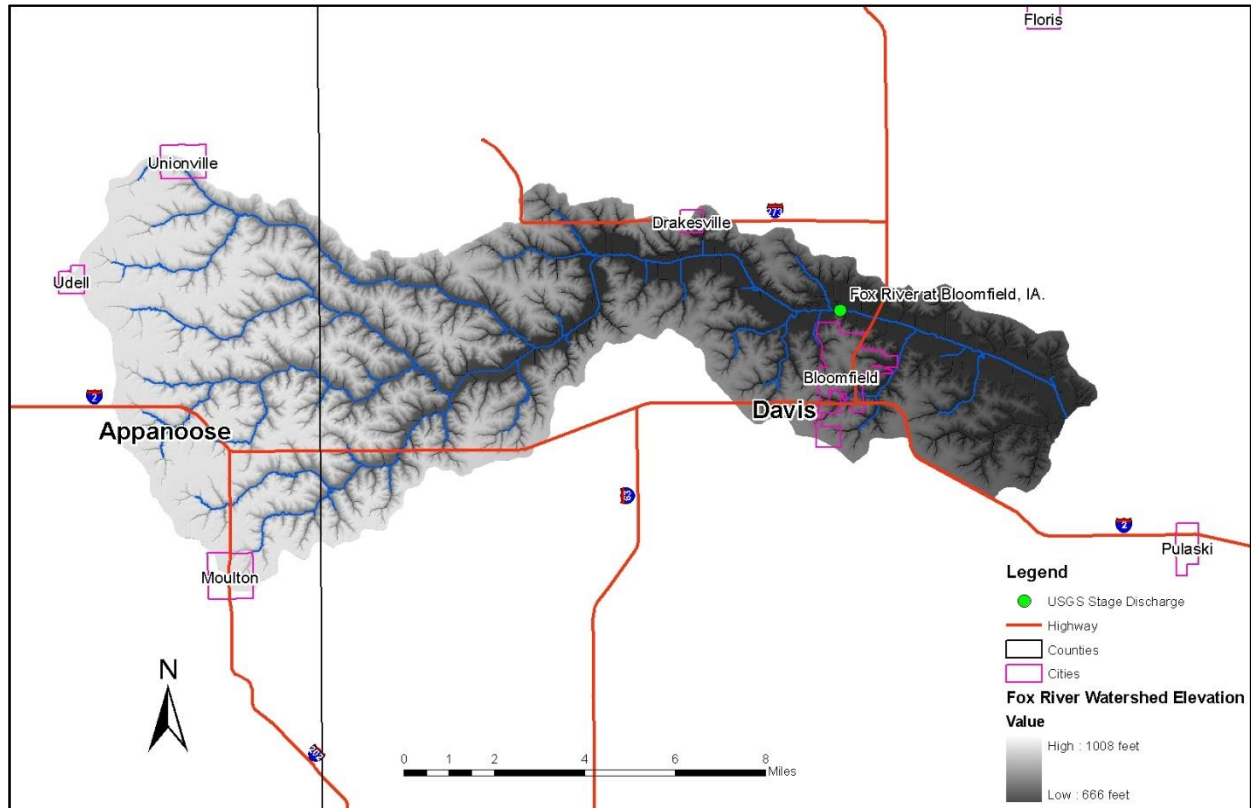 Floris
Unionville
273
Drakesville
Udell
Fox River at Bloomfield, IA.
Bloomfield
2
Davis
Appanoose
63
2
Pulaski
Moulton
Legend
USGS Stage Discharge
Highway
Counties
Cities
N
Fox River Watershed Elevation
Value
High : 1008 feet
202
0 1 2 4 6 8
Miles
Low : 666 feet